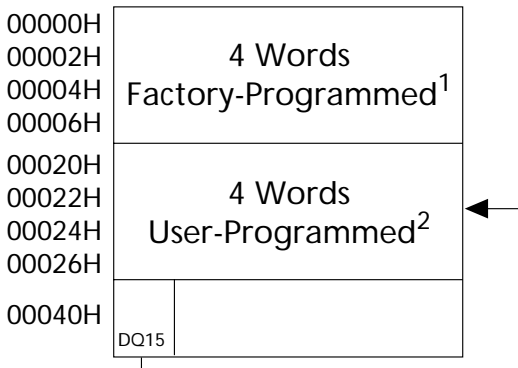 00000H
00002H
00004H
00006H
4 Words
Factory-Programmed¹
00020H
00022H
00024H
00026H
4 Words
User-Programmed²
00040H
DQ15